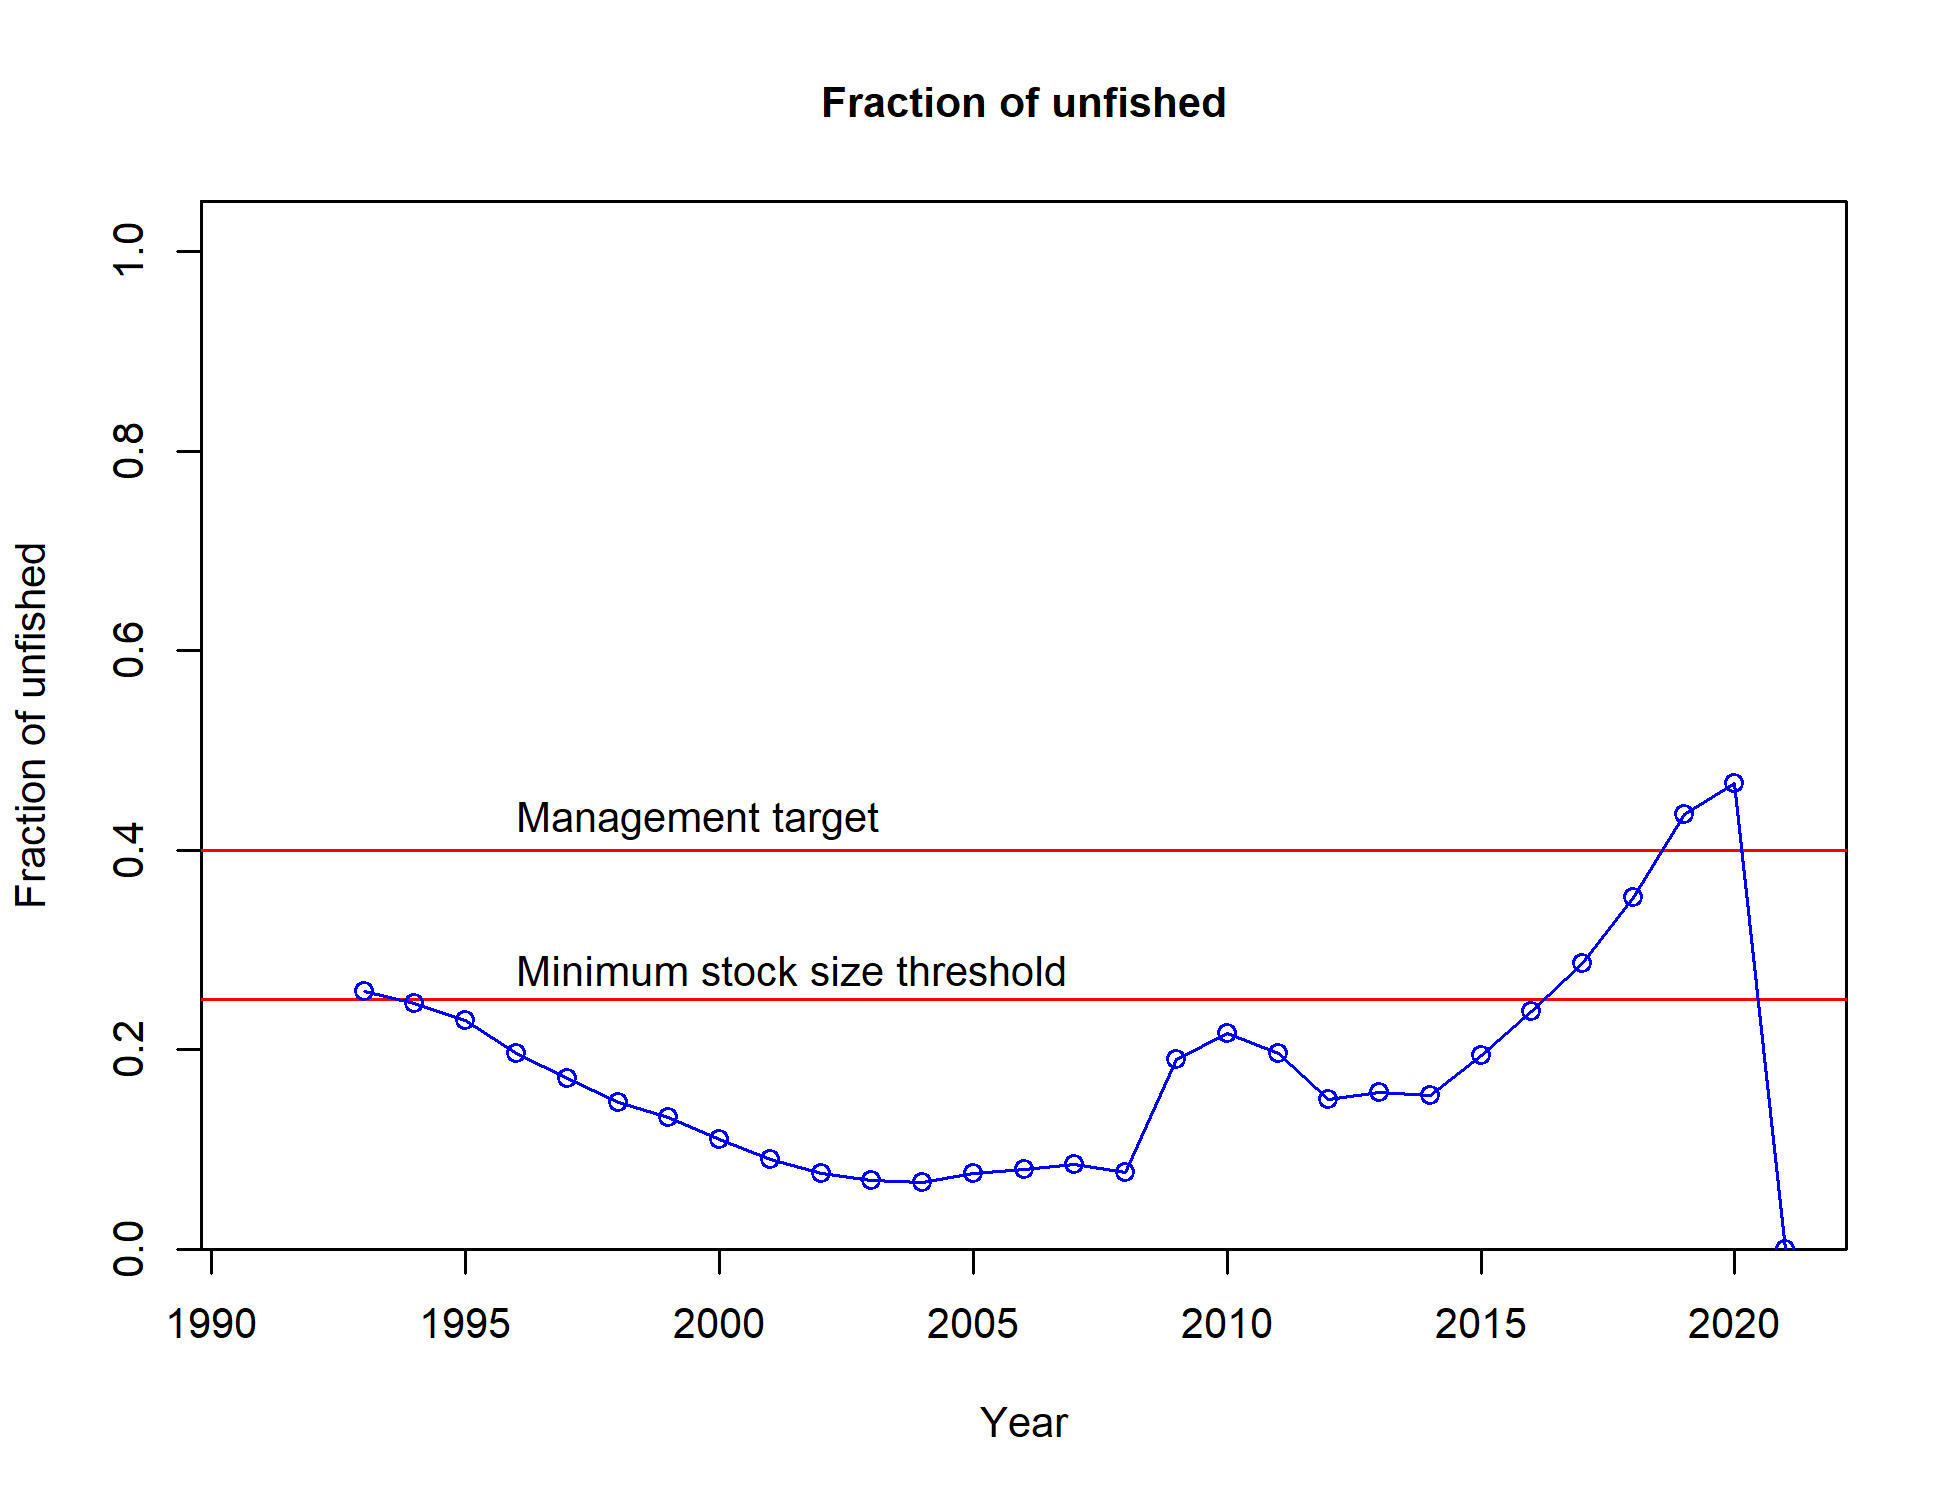 Fraction of unfished
Fraction of unfished
1.0
0.8
0.6
0.4
0.2
0.0
Management target
Minimum stock size threshold
1990 1995 2000 2005 2010 2015 2020
Year